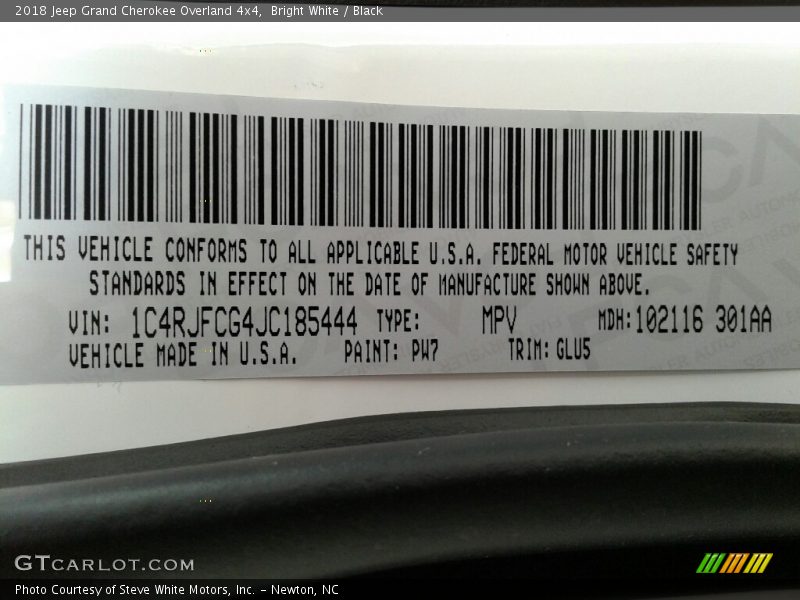 2018 Jeep Grand Cherokee Overland 4x4, Bright White / Black
THIS VEHICLE CONFORMS TO ALL APPLICABLE U.S.A. FEDERAL MOTOR VEHICLE SAFETY
STANDARDS IN EFFECT ON THE DATE OF MANUFACTURE SHOWN ABOVE.
VIN: 1C4RJFCG4JC185444 TYPE: MPV MDH:102116 301AA
VEHICLE MADE IN U.S.A. PAINT: PW7 TRIM: GLU5
GTCARLOT.COM
Photo Courtesy of Steve White Motors, Inc. – Newton, NC